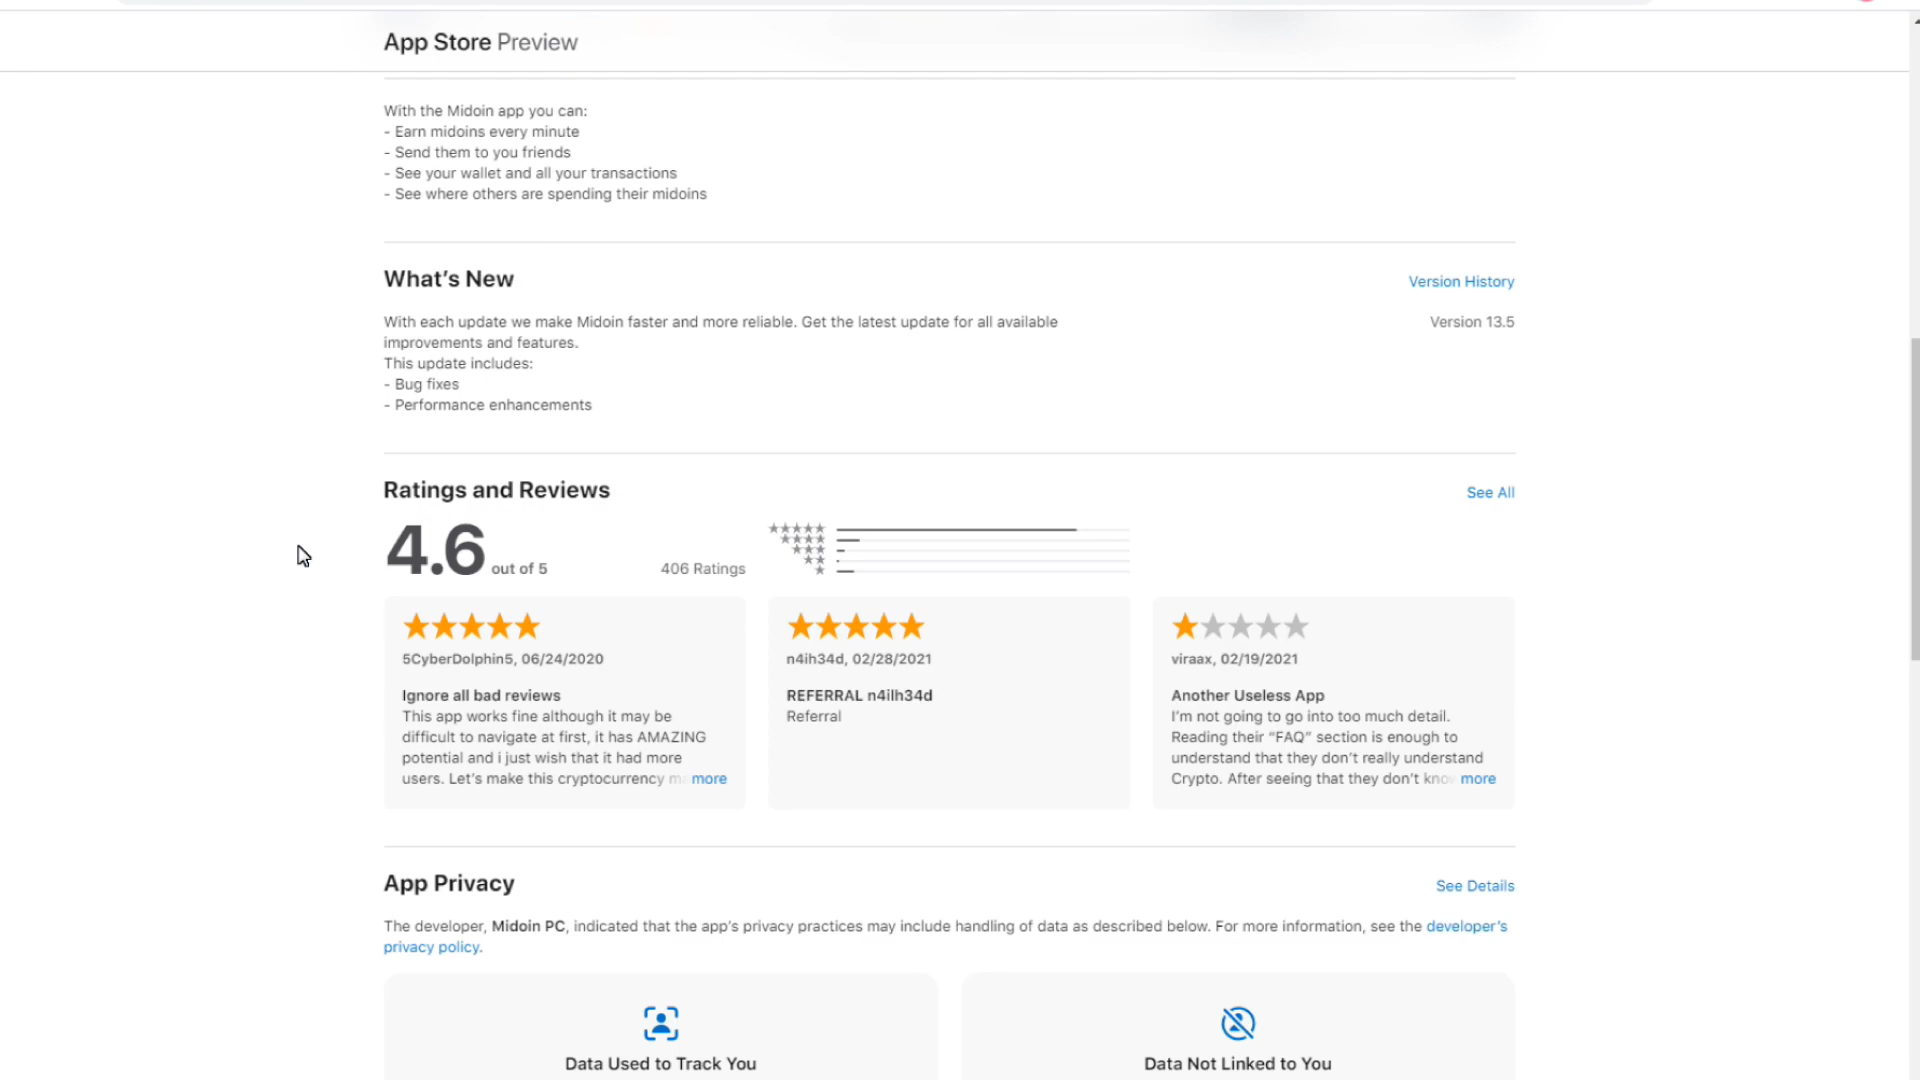 App Store Preview
With the Midoin app you can:
- Earn midoins every minute
- Send them to you friends
- See your wallet and all your transactions
- See where others are spending their midoins
What's New
Version History
With each update we make Midoin faster and more reliable. Get the latest update for all available
Version 13.5
improvements and features.
This update includes:
- Bug fixes
- Performance enhancements
Ratings and Reviews
See All
4.6 out of 5
406 Ratings
5CyberDolphin5, 06/24/2020
Ignore all bad reviews
This app works fine although it may be
difficult to navigate at first, it has AMAZING
potential and i just wish that it had more
users. Let's make this cryptocurrency more
n4ih34d, 02/28/2021
REFERRAL n4ilh34d
Referral
viraax, 02/19/2021
Another Useless App
I'm not going to go into too much detail.
Reading their "FAQ" section is enough to
understand that they don't really understand
Crypto. After seeing that they don't more
App Privacy
See Details
The developer, Midoin PC, indicated that the app's privacy practices may include handling of data as described below. For more information, see the developer's
privacy policy.
Data Used to Track You
Data Not Linked to You